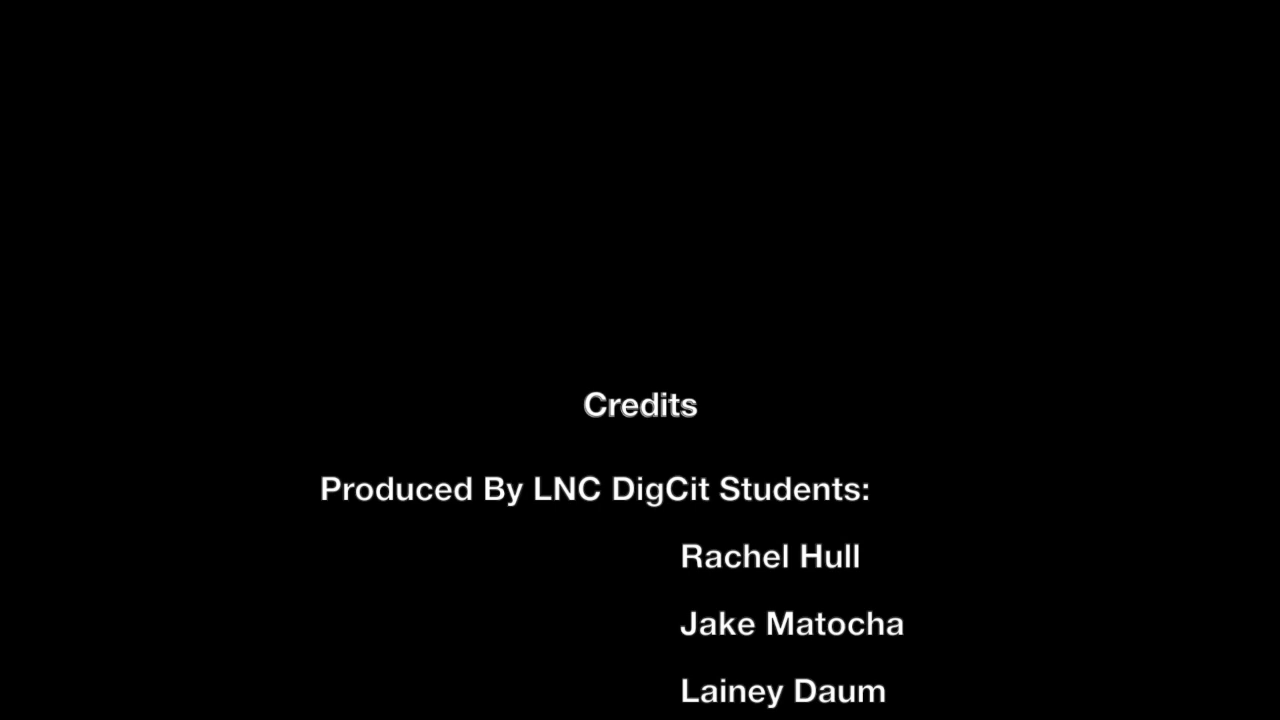 Credits
Produced By LNC DigCit Students:
Rachel Hull
Jake Matocha
Lainey Daum